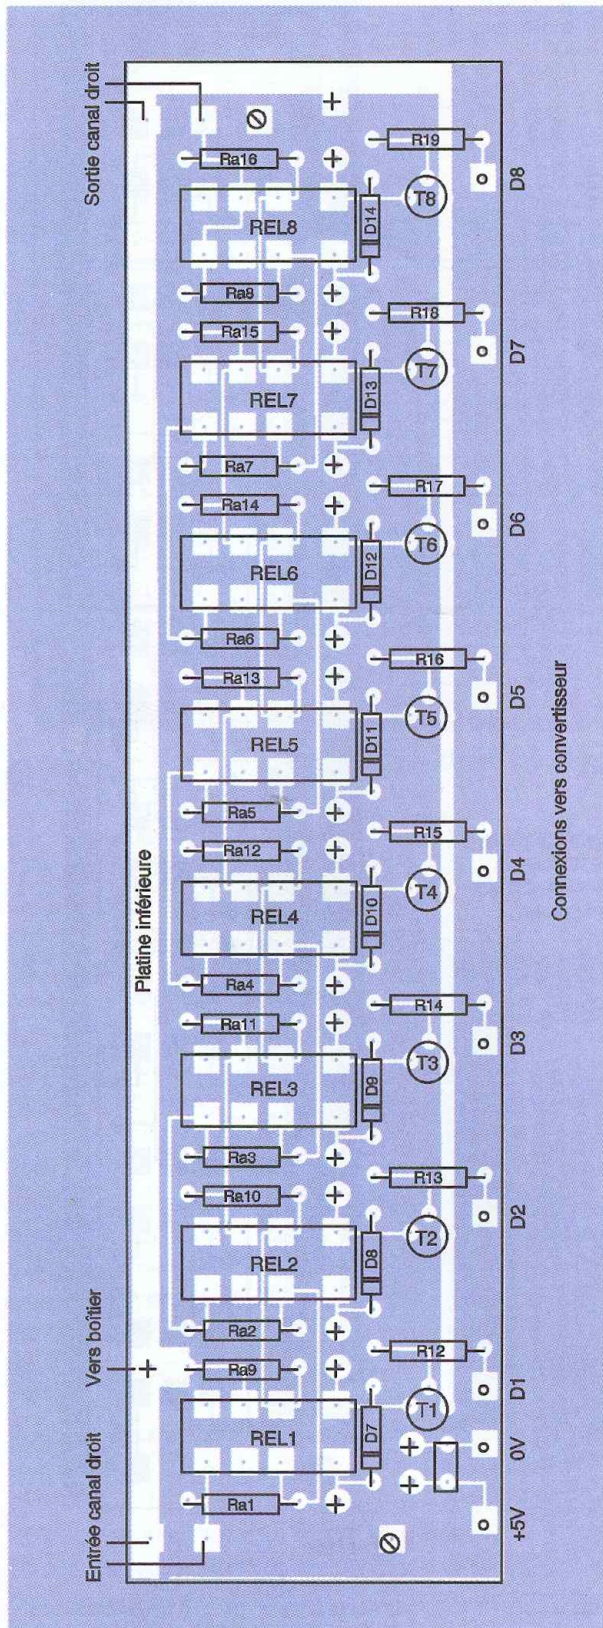 Sortie canal droit
Ra16
REL8
D14
T8
R19
D8
Ra8
Ra15
R18
REL7
D13
T7
D7
Ra7
Ra14
R17
REL6
D12
T6
D6
Ra6
Ra13
R16
REL5
D11
T5
D5
Ra5
Ra12
R15
Platine inférieure
REL4
D10
T4
D4
Ra4
Ra11
R14
REL3
D9
T3
D3
Ra3
Ra10
R13
REL2
D8
T2
D2
Vers boîtier
Ra2
Ra9
R12
REL1
D7
T1
D1
0V
+5V
Ra1
Entrée canal droit
Connexions vers convertisseur